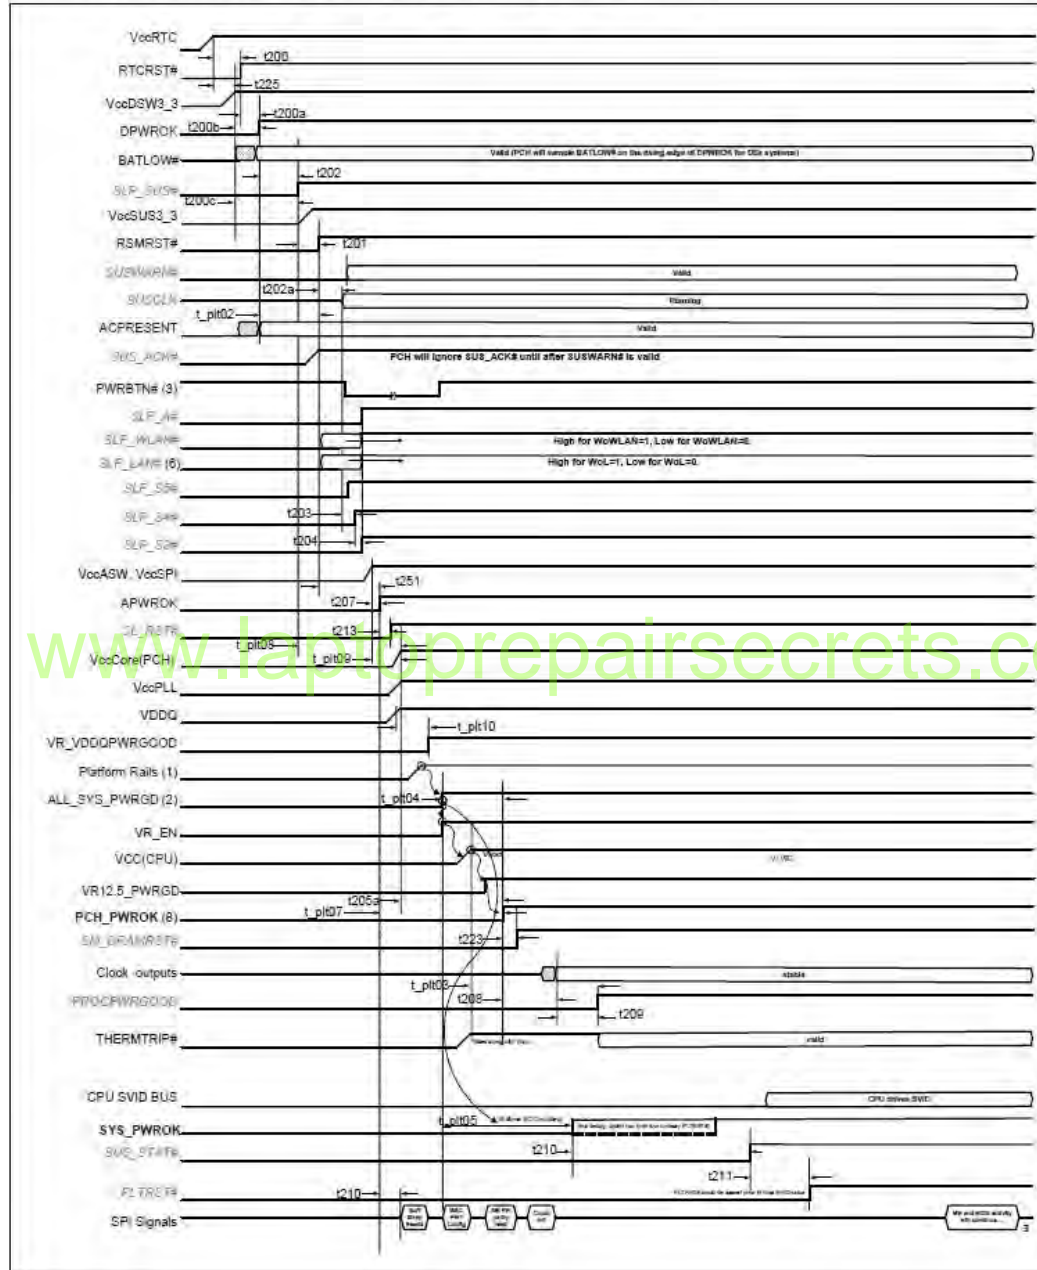 VccRTC
t200
RTCRST#
t225
VccDSW3_3
t200a
t200b
DPWROK
BATLOW#
Valid (PCH will sample BATLOW# on the rising edge of DPWROK for DSx systems)
t202
SLP_SUS#
t200c
VccSUS3_3
RSMRST#
t201
SUSWARN#
Valid
t202a
SUSCLK
Running
t_plt02
ACPRESENT
Valid
SUS_ACK#
PCH will ignore SUS_ACK# until after SUSWARN# is valid
PWRBTN# (3)
SLP_A#
SLP_WLAN#
High for WoWLAN=1, Low for WoWLAN=0.
SLP_LAN# (6)
High for WoL=1, Low for WoL=0.
SLP_S5#
t203
SLP_S4#
t204
SLP_S3#
VccASW, VccSPI
t251
APWROK
t207
t213
CL_RST#
www.laptoprepairsecrets.co
t_plt08
VccCore(PCH)
t_plt09
VccPLL
VDDQ
t_plt10
VR_VDDQPWRGOOD
Platform Rails (1)
ALL_SYS_PWRGD (2)
t_plt04
VR_EN
VCC(CPU)
VR12.5_PWRGD
t205a
t_plt07
PCH_PWROK (8)
t223
SM_DRAMRST#
Clock outputs
stable
t_plt03
t208
PROCPWRGOOD
t209
THERMTRIP#
valid
CPU SVID BUS
CPU drives SVID
t_plt05
SYS_PWROK
t210
SUS_STAT#
t211
PLTRST#
t210
SPI Signals
3